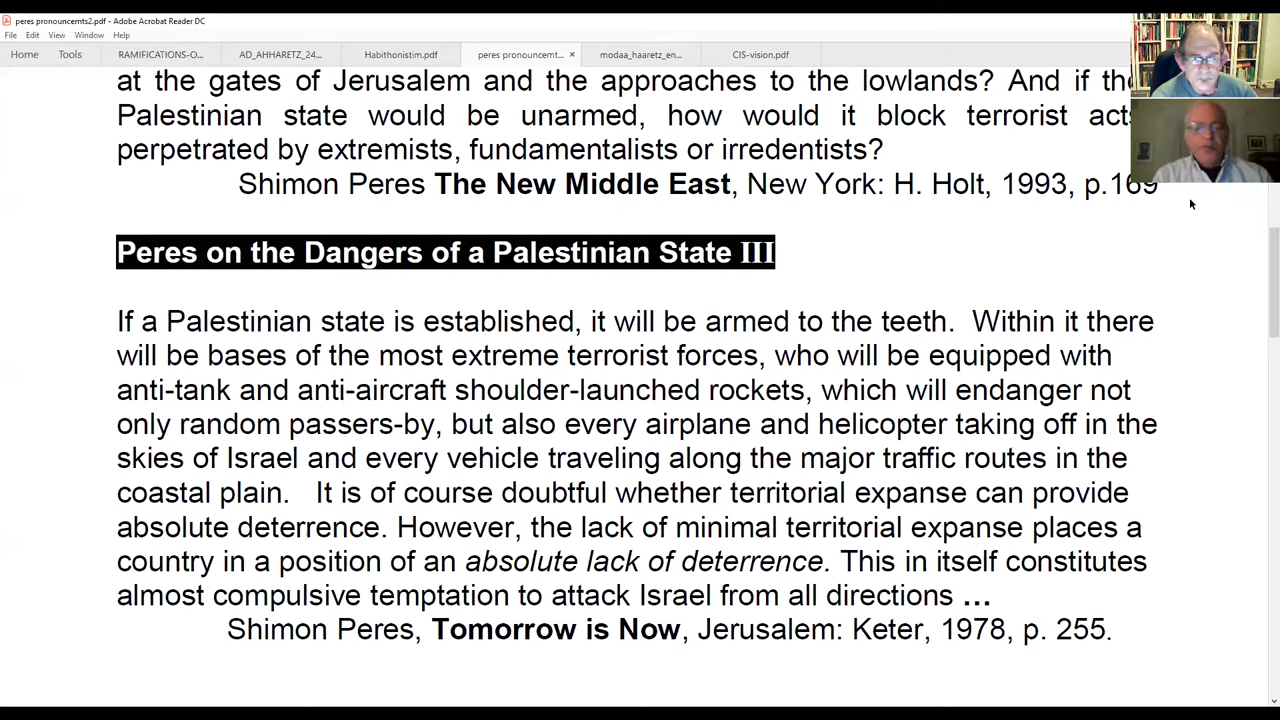 peres pronouncemts2.pdf - Adobe Acrobat Reader DC
File Edit View Window Help
Home Tools RAMIFICATIONS-O... AD_AHHARETZ_24... Habithonistim.pdf peres pronouncemt... × modaa_haaretz_en... CIS-vision.pdf
at the gates of Jerusalem and the approaches to the lowlands? And if the
Palestinian state would be unarmed, how would it block terrorist acts
perpetrated by extremists, fundamentalists or irredentists?
Shimon Peres The New Middle East, New York: H. Holt, 1993, p.169
Peres on the Dangers of a Palestinian State III
If a Palestinian state is established, it will be armed to the teeth. Within it there
will be bases of the most extreme terrorist forces, who will be equipped with
anti-tank and anti-aircraft shoulder-launched rockets, which will endanger not
only random passers-by, but also every airplane and helicopter taking off in the
skies of Israel and every vehicle traveling along the major traffic routes in the
coastal plain. It is of course doubtful whether territorial expanse can provide
absolute deterrence. However, the lack of minimal territorial expanse places a
country in a position of an absolute lack of deterrence. This in itself constitutes
almost compulsive temptation to attack Israel from all directions ...
Shimon Peres, Tomorrow is Now, Jerusalem: Keter, 1978, p. 255.